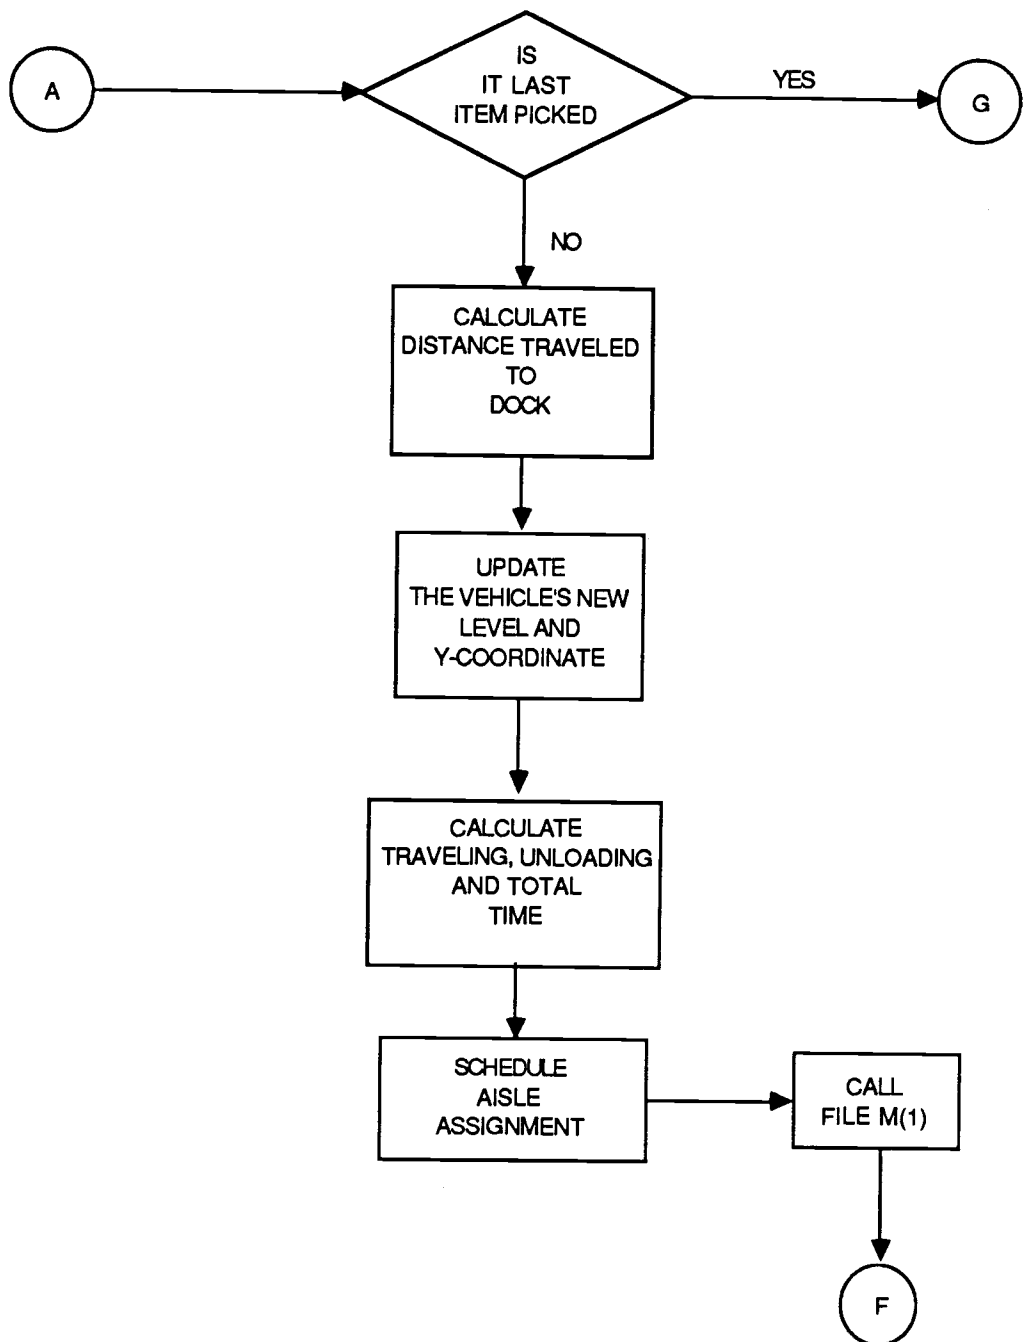 A
IS
IT LAST
ITEM PICKED
YES
G
NO
CALCULATE
DISTANCE TRAVELED
TO
DOCK
UPDATE
THE VEHICLE'S NEW
LEVEL AND
Y-COORDINATE
CALCULATE
TRAVELING, UNLOADING
AND TOTAL
TIME
SCHEDULE
AISLE
ASSIGNMENT
CALL
FILE M(1)
F